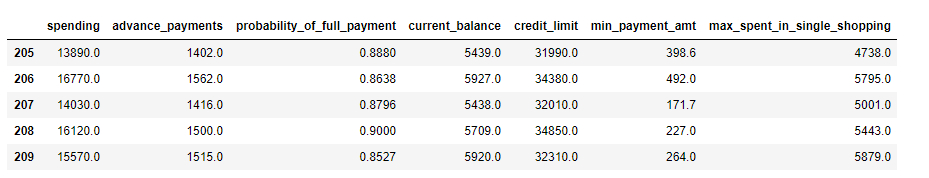 spending advance_payments probability_of_full_payment current_balance credit_limit min_payment_amt max_spent_in_single_shopping
205 13890.0 1402.0 0.8880 5439.0 31990.0 398.6 4738.0
206 16770.0 1562.0 0.8638 5927.0 34380.0 492.0 5795.0
207 14030.0 1416.0 0.8796 5438.0 32010.0 171.7 5001.0
208 16120.0 1500.0 0.9000 5709.0 34850.0 227.0 5443.0
209 15570.0 1515.0 0.8527 5920.0 32310.0 264.0 5879.0